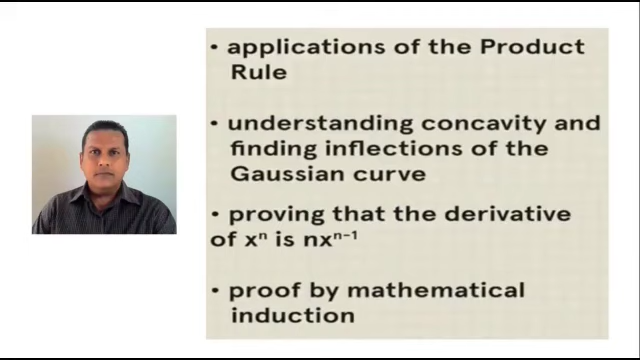 • applications of the Product
Rule
• understanding concavity and
finding inflections of the
Gaussian curve
• proving that the derivative
of xⁿ is nxⁿ⁻¹
• proof by mathematical
induction